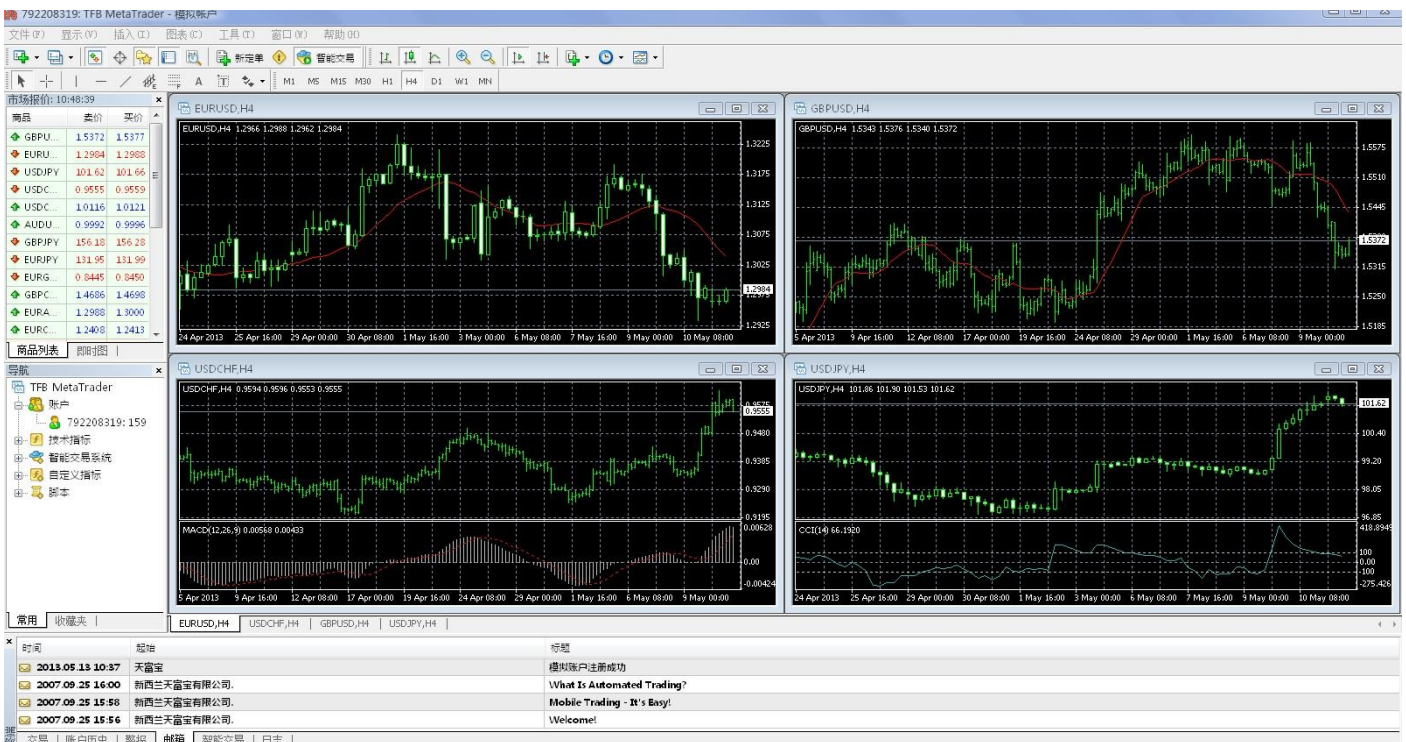 792208319: TFB MetaTrader - 模拟帐户
文件(F) 显示(V) 插入(I) 图表(C) 工具(T) 窗口(W) 帮助(H)
新定单 智能交易
A T M1 M5 M15 M30 H1 H4 D1 W1 MN
市场报价: 10:48:39
商品 卖价 买价
GBPU... 1.5372 1.5377
EURU... 1.2984 1.2988
USDJPY 101.62 101.66
USDC... 0.9555 0.9559
USDC... 1.0116 1.0121
AUDU... 0.9992 0.9996
GBPJPY 156.18 156.28
EURJPY 131.95 131.99
EURG... 0.8445 0.8450
GBPC... 1.4686 1.4698
EURA... 1.2988 1.3000
EURC... 1.2408 1.2413
商品列表 即时图
导航
TFB MetaTrader
账户
792208319: 159
技术指标
智能交易系统
自定义指标
脚本
常用 收藏夹
EURUSD,H4
EURUSD,H4 1.2966 1.2988 1.2962 1.2984
1.3225
1.3175
1.3125
1.3075
1.3025
1.2984
1.2975
1.2925
24 Apr 2013 25 Apr 16:00 29 Apr 00:00 30 Apr 08:00 1 May 16:00 3 May 00:00 6 May 08:00 7 May 16:00 9 May 00:00 10 May 08:00
GBPUSD,H4
GBPUSD,H4 1.5343 1.5376 1.5340 1.5372
1.5575
1.5510
1.5445
1.5372
1.5315
1.5250
1.5185
5 Apr 2013 9 Apr 16:00 12 Apr 08:00 17 Apr 00:00 19 Apr 16:00 24 Apr 08:00 29 Apr 00:00 1 May 16:00 6 May 08:00 9 May 00:00
USDCHF,H4
USDCHF,H4 0.9594 0.9596 0.9553 0.9555
0.9575
0.9555
0.9480
0.9385
0.9290
0.9195
MACD(12,26,9) 0.00568 0.00433
0.00628
0.00
-0.00424
5 Apr 2013 9 Apr 16:00 12 Apr 08:00 17 Apr 00:00 19 Apr 16:00 24 Apr 08:00 29 Apr 00:00 1 May 16:00 6 May 08:00 9 May 00:00
USDJPY,H4
USDJPY,H4 101.86 101.90 101.53 101.62
101.62
100.40
99.20
98.05
96.85
CCI(14) 66.1920
418.8945
100
0.00
-100
-275.426
24 Apr 2013 25 Apr 16:00 29 Apr 00:00 30 Apr 08:00 1 May 16:00 3 May 00:00 6 May 08:00 7 May 16:00 9 May 00:00 10 May 08:00
EURUSD,H4 USDCHF,H4 GBPUSD,H4 USDJPY,H4
时间 起始 标题
2013.05.13 10:37 天富宝 模拟账户注册成功
2007.09.25 16:00 新西兰天富宝有限公司. What Is Automated Trading?
2007.09.25 15:58 新西兰天富宝有限公司. Mobile Trading - It's Easy!
2007.09.25 15:56 新西兰天富宝有限公司. Welcome!
交易 账户历史 警报 邮箱 智能交易 日志